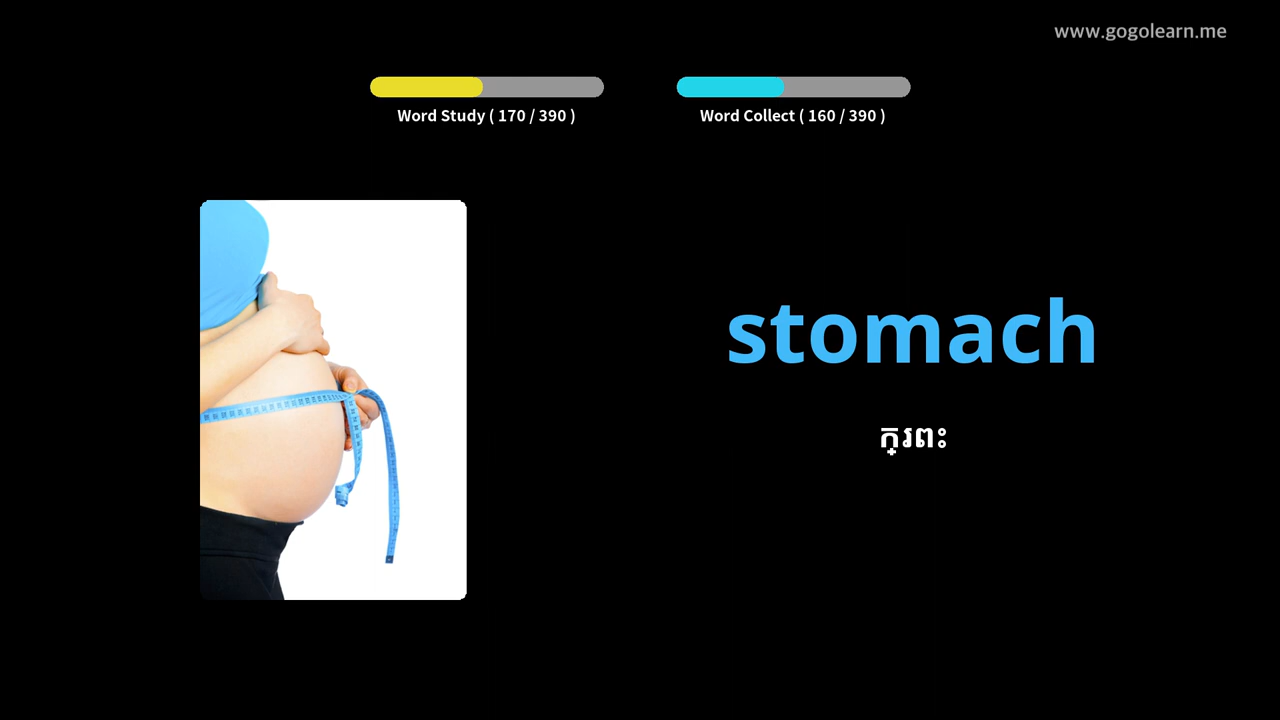 www.gogolearn.me
Word Study ( 170 / 390 )
Word Collect ( 160 / 390 )
stomach
ក្រពះ